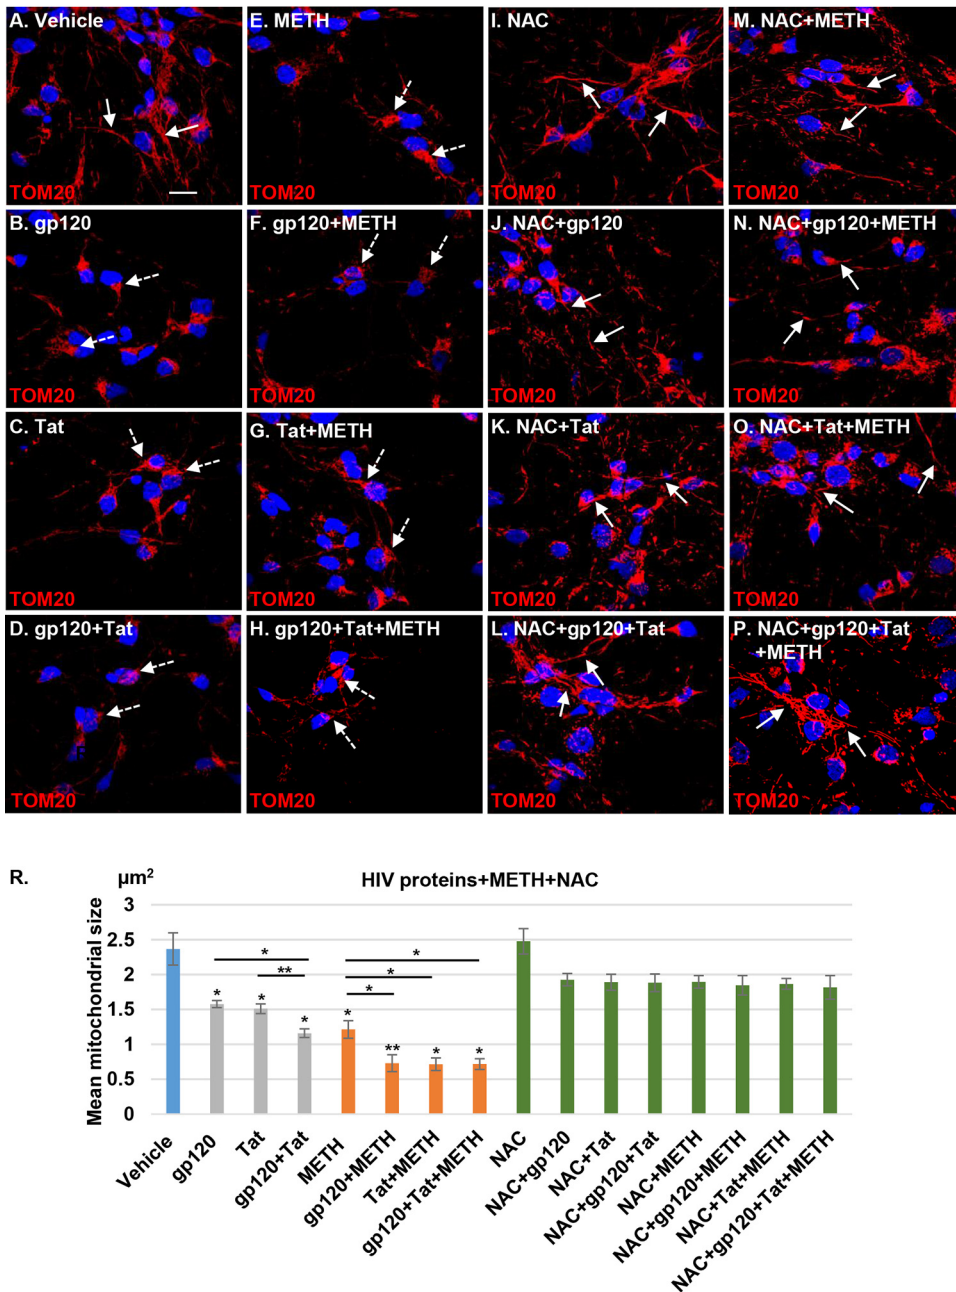 A. Vehicle
TOM20
E. METH
TOM20
I. NAC
TOM20
M. NAC+METH
TOM20
B. gp120
TOM20
F. gp120+METH
TOM20
J. NAC+gp120
TOM20
N. NAC+gp120+METH
TOM20
C. Tat
TOM20
G. Tat+METH
TOM20
K. NAC+Tat
TOM20
O. NAC+Tat+METH
TOM20
D. gp120+Tat
F
TOM20
H. gp120+Tat+METH
TOM20
L. NAC+gp120+Tat
TOM20
P. NAC+gp120+Tat
+METH
TOM20
R.
µm²
HIV proteins+METH+NAC
Mean mitochondrial size
3
2.5
2
1.5
1
0.5
0
*
**
*
*
*
*
*
*
*
**
*
*
Vehicle
gp120
Tat
gp120+Tat
METH
gp120+METH
Tat+METH
gp120+Tat+METH
NAC
NAC+gp120
NAC+Tat
NAC+gp120+Tat
NAC+METH
NAC+gp120+METH
NAC+Tat+METH
NAC+gp120+Tat+METH